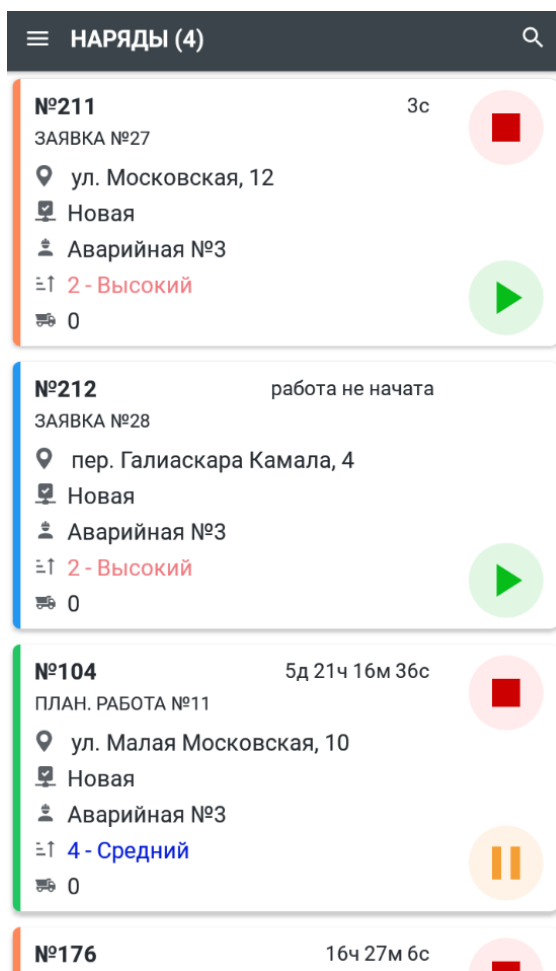 НАРЯДЫ (4)
№211 3с
ЗАЯВКА №27
ул. Московская, 12
Новая
Аварийная №3
2 - Высокий
0
№212 работа не начата
ЗАЯВКА №28
пер. Галиаскара Камала, 4
Новая
Аварийная №3
2 - Высокий
0
№104 5д 21ч 16м 36с
ПЛАН. РАБОТА №11
ул. Малая Московская, 10
Новая
Аварийная №3
4 - Средний
0
№176 16ч 27м 6с